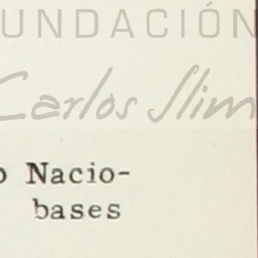 UNDACIÓN
Carlos Slim
o Nacio-
bases